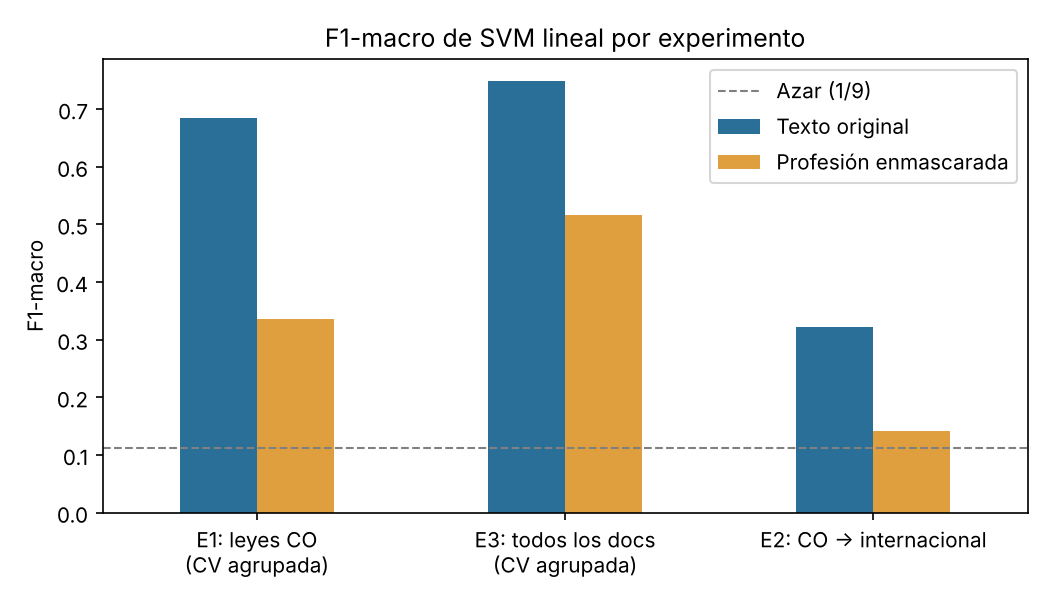 F1-macro de SVM lineal por experimento
Azar (1/9)
Texto original
Profesión enmascarada
F1-macro
0.7
0.6
0.5
0.4
0.3
0.2
0.1
0.0
E1: leyes CO
(CV agrupada)
E3: todos los docs
(CV agrupada)
E2: CO → internacional